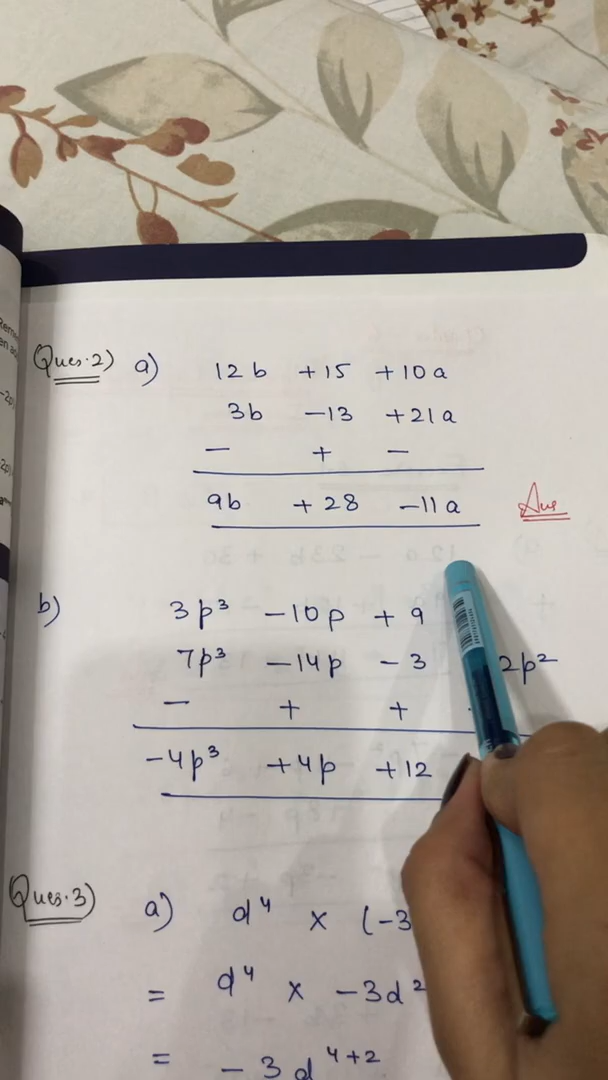 Ques.2) a) 12b +15 +10a
3b −13 +21a
− + −
9b +28 −11a Ans
b) 3p³ −10p +9
7p³ −14p −3 2p²
− + +
−4p³ +4p +12
Ques.3) a) d⁴ × (−3
= d⁴ × −3d²
= −3d⁴⁺²